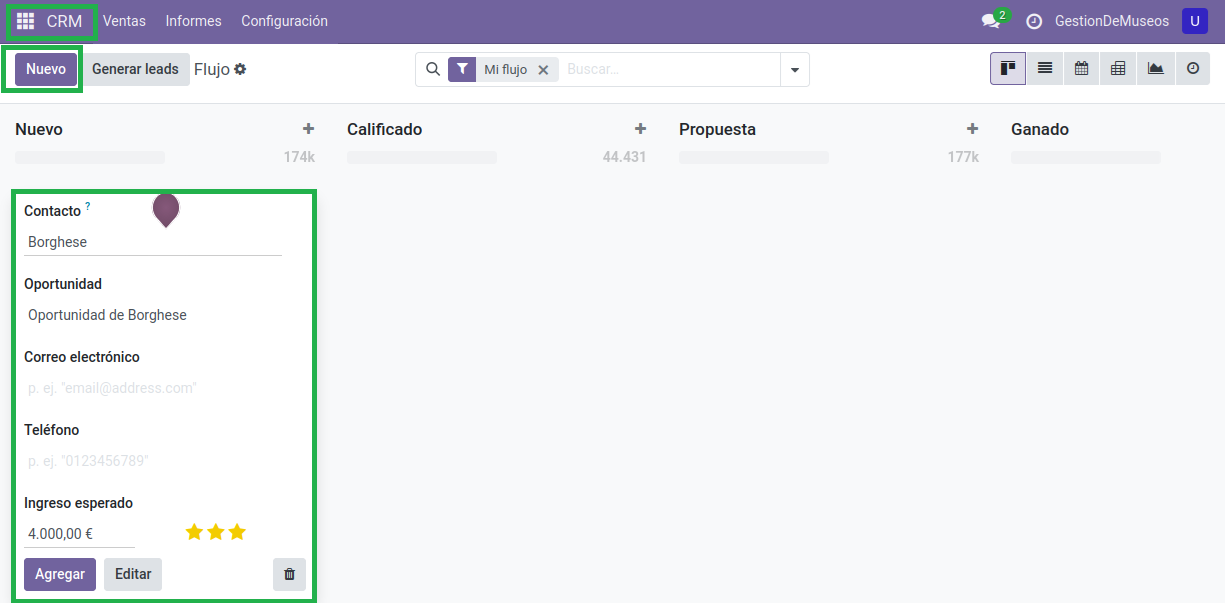 CRM Ventas Informes Configuración 2 GestionDeMuseos U
Nuevo Generar leads Flujo Mi flujo Buscar...
Nuevo + Calificado + Propuesta + Ganado
174k 44.431 177k
Contacto ?
Borghese
Oportunidad
Oportunidad de Borghese
Correo electrónico
p. ej. "email@address.com"
Teléfono
p. ej. "0123456789"
Ingreso esperado
4.000,00 €
Agregar Editar